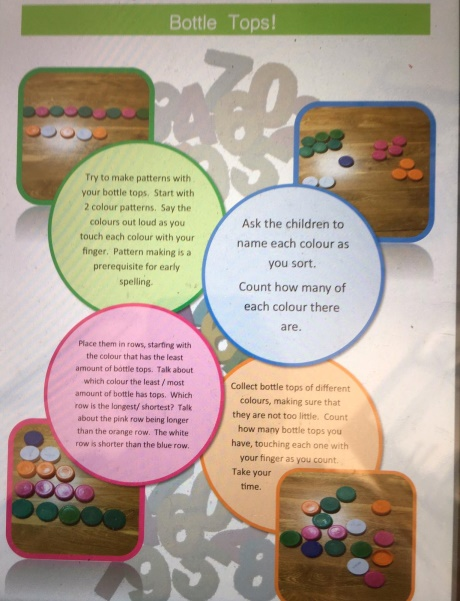 Bottle Tops!
Try to make patterns with
your bottle tops. Start with
2 colour patterns. Say the
colours out loud as you
touch each colour with your
finger. Pattern making is a
prerequisite for early
spelling.
Ask the children to
name each colour as
you sort.
Count how many of
each colour there
are.
Place them in rows, starting with
the colour that has the least
amount of bottle tops. Talk about
which colour the least / most
amount of bottle has tops. Which
row is the longest/ shortest? Talk
about the pink row being longer
than the orange row. The white
row is shorter than the blue row.
Collect bottle tops of different
colours, making sure that
they are not too little. Count
how many bottle tops you
have, touching each one with
your finger as you count.
Take your
time.